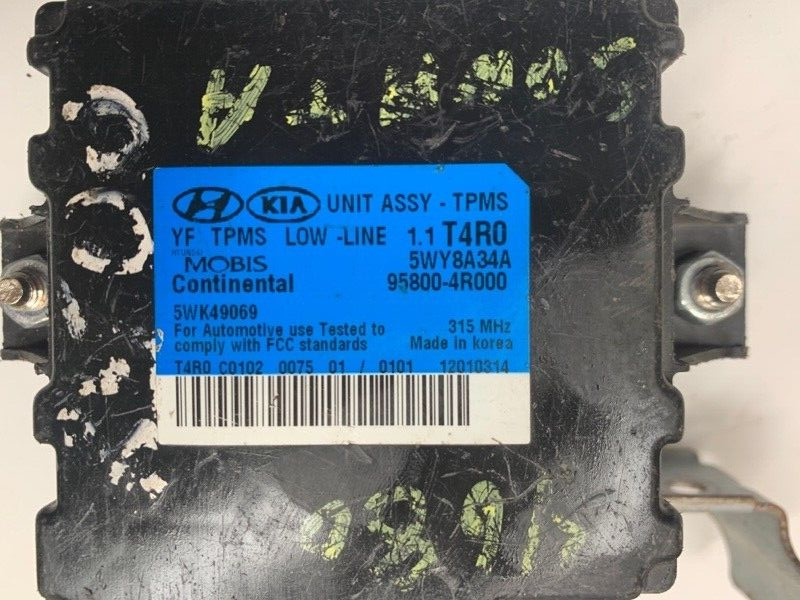 KIA UNIT ASSY - TPMS
YF TPMS LOW -LINE 1.1 T4R0
HYUNDAI
MOBIS 5WY8A34A
Continental 95800-4R000
5WK49069
For Automotive use Tested to 315 MHz
comply with FCC standards Made in korea
T4R0 C0102 0075 01 / 0101 12010314